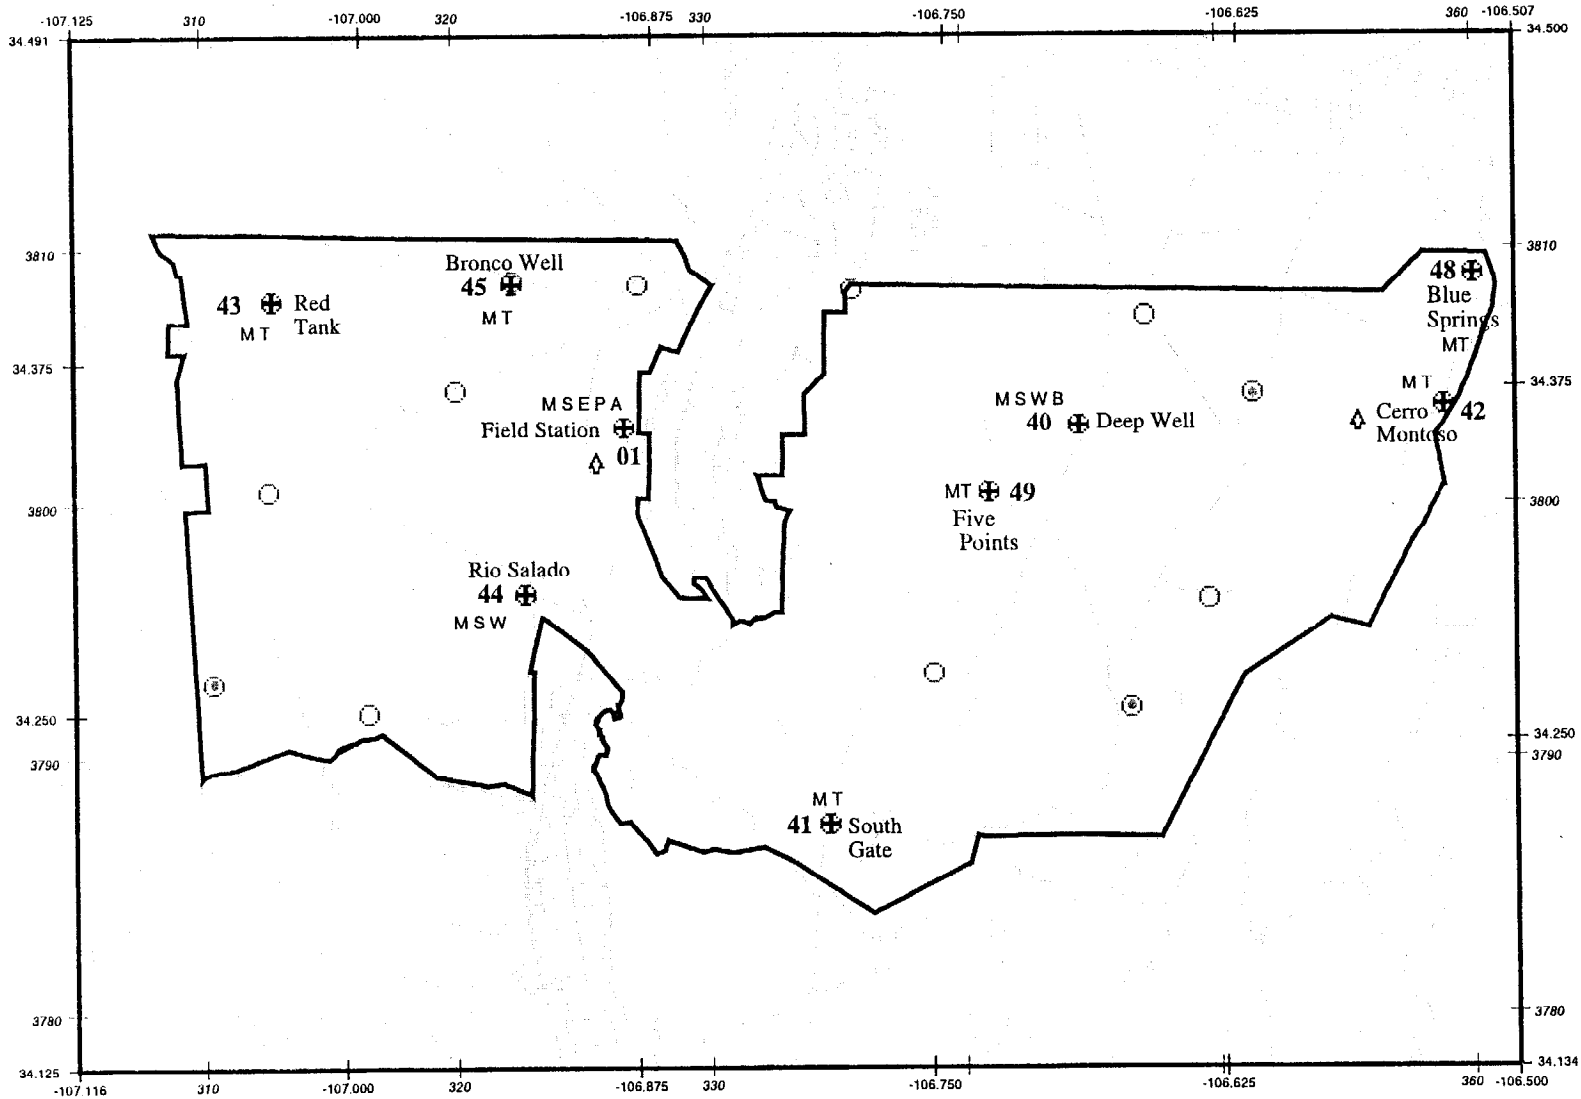 -107.125 310 -107.000 320 -106.875 330 -106.750 -106.625 360 -106.507
34.491 34.500
3810 3810
Bronco Well
45
MT
43 Red
Tank
MT
48
Blue
Springs
MT
34.375 34.375
MT
Cerro 42
Montoso
MSEPA
Field Station
01
MSWB
40 Deep Well
MT 49
Five
Points
3800 3800
Rio Salado
44
MSW
34.250 34.250
3790 3790
MT
41 South
Gate
3780 3780
34.125 34.134
-107.116 310 -107.000 320 -106.875 330 -106.750 -106.625 360 -106.500